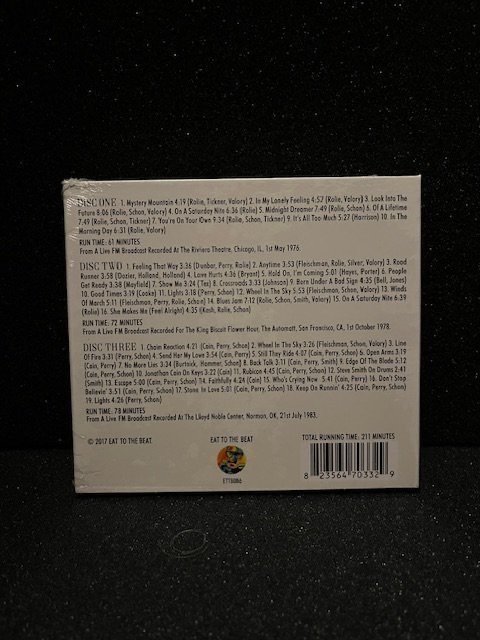 DISC ONE 1. Mystery Mountain 4:19 (Rolie, Tickner, Valory) 2. In My Lonely Feeling 4:57 (Rolie, Valory) 3. Look Into The
Future 8:06 (Rolie, Schon, Valory) 4. On A Saturday Nite 6:36 (Rolie) 5. Midnight Dreamer 7:49 (Rolie, Schon) 6. Of A Lifetime
7:49 (Rolie, Schon, Tickner) 7. You're On Your Own 9:34 (Rolie, Schon, Tickner) 9. It's All Too Much 5:27 (Harrison) 10. In The
Morning Day 6:31 (Rolie, Valory)
RUN TIME: 61 MINUTES
From A Live FM Broadcast Recorded At The Riviera Theatre, Chicago, IL, 1st May 1976.
DISC TWO 1. Feeling That Way 3:36 (Dunbar, Perry, Rolie) 2. Anytime 3:53 (Fleischman, Rolie, Silver, Valory) 3. Road
Runner 3:58 (Dozier, Holland, Holland) 4. Love Hurts 4:36 (Bryant) 5. Hold On, I'm Coming 5:01 (Hayes, Porter) 6. People
Get Ready 3:38 (Mayfield) 7. Show Me 3:24 (Tex) 8. Crossroads 3:33 (Johnson) 9. Born Under A Bad Sign 4:35 (Bell, Jones)
10. Good Times 3:19 (Cooke) 11. Lights 3:18 (Perry, Schon) 12. Wheel In The Sky 5:53 (Fleischman, Schon, Valory) 13. Winds
Of March 5:11 (Fleischman, Perry, Rolie, Schon) 14. Blues Jam 7:12 (Rolie, Schon, Smith, Valory) 15. On A Saturday Nite 6:39
(Rolie) 16. She Makes Me (Feel Alright) 4:35 (Kash, Rolie, Schon)
RUN TIME: 72 MINUTES
From A Live FM Broadcast Recorded For The King Biscuit Flower Hour, The Automatt, San Francisco, CA, 1st October 1978.
DISC THREE 1. Chain Reaction 4:21 (Cain, Perry, Schon) 2. Wheel In The Sky 3:26 (Fleischman, Schon, Valory) 3. Line
Of Fire 3:31 (Perry, Schon) 4. Send Her My Love 3:54 (Cain, Perry) 5. Still They Ride 4:07 (Cain, Perry, Schon) 6. Open Arms 3:19
(Cain, Perry) 7. No More Lies 3:34 (Burtnick, Hammer, Schon) 8. Back Talk 3:11 (Cain, Perry, Smith) 9. Edge Of The Blade 5:12
(Cain, Perry, Schon) 10. Jonathan Cain On Keys 3:22 (Cain) 11. Rubicon 4:45 (Cain, Perry, Schon) 12. Steve Smith On Drums 2:41
(Smith) 13. Escape 5:00 (Cain, Perry, Schon) 14. Faithfully 4:24 (Cain) 15. Who's Crying Now 5:41 (Cain, Perry) 16. Don't Stop
Believin' 3:51 (Cain, Perry, Schon) 17. Stone In Love 5:01 (Cain, Perry, Schon) 18. Keep On Runnin' 4:25 (Cain, Perry, Schon)
19. Lights 4:26 (Perry, Schon)
RUN TIME: 78 MINUTES
From A Live FM Broadcast Recorded At The Lloyd Noble Center, Norman, OK, 21st July 1983.
© 2017 EAT TO THE BEAT.
EAT TO THE BEAT
ETTB086
TOTAL RUNNING TIME: 211 MINUTES
8 23564 70332 9